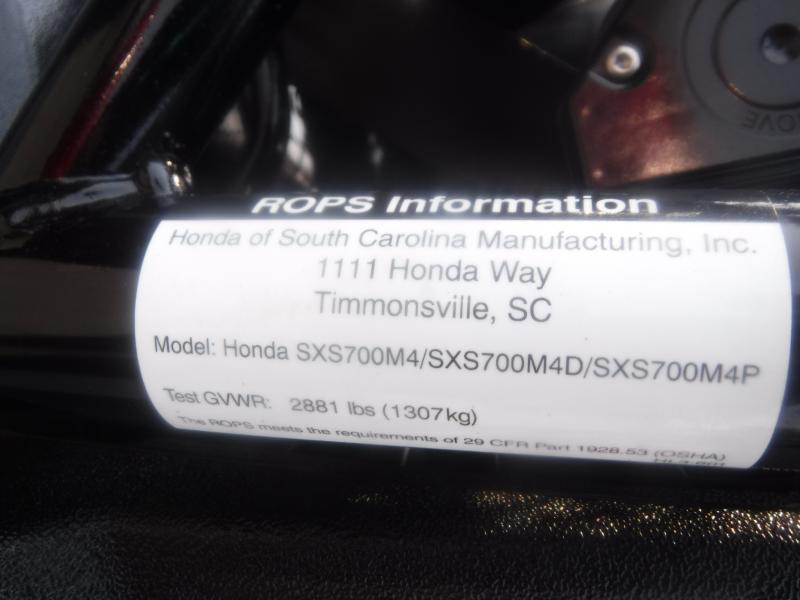 OVE
ROPS Information
Honda of South Carolina Manufacturing, Inc.
1111 Honda Way
Timmonsville, SC
Model: Honda SXS700M4/SXS700M4D/SXS700M4P
Test GVWR: 2881 lbs (1307kg)
The ROPS meets the requirements of 29 CFR Part 1928.53 (OSHA)